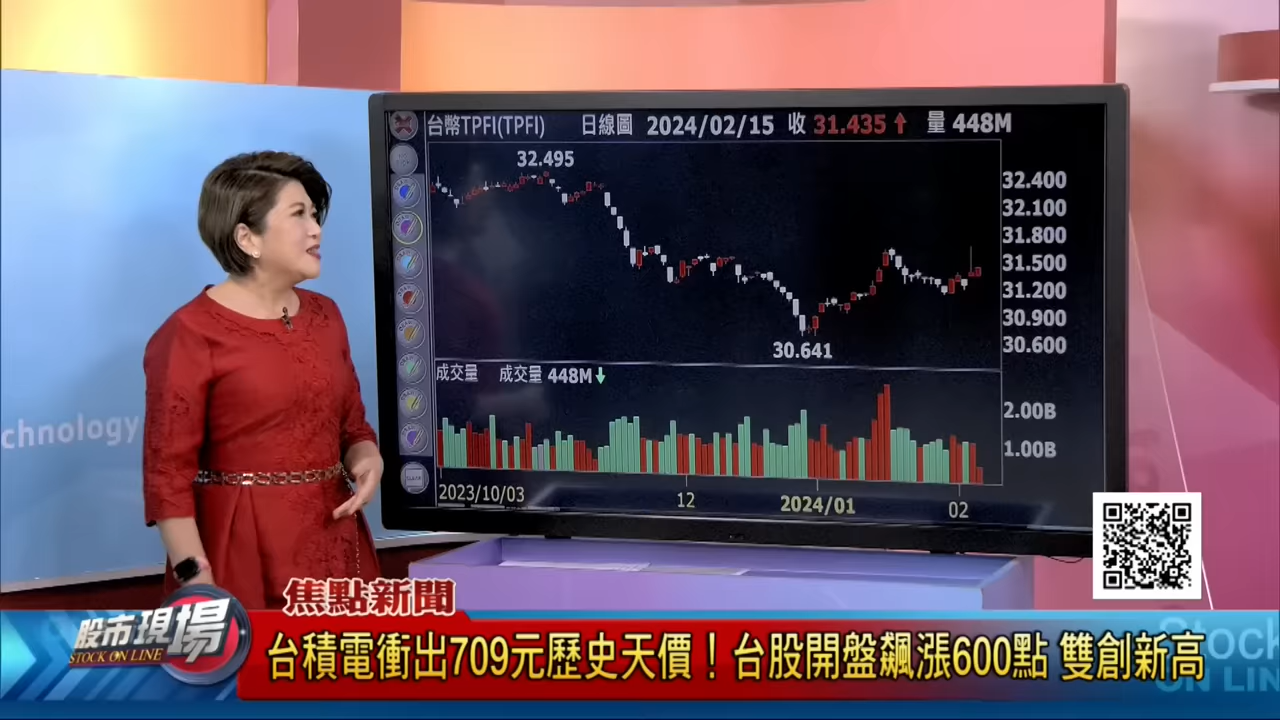 台幣TPFI(TPFI) 日線圖 2024/02/15 收 31.435↑ 量 448M
32.495
32.400
32.100
31.800
31.500
31.200
30.900
30.600
30.641
成交量 成交量 448M↓
2.00B
1.00B
2023/10/03 12 2024/01 02
chnology
焦點新聞
股市現場
STOCK ON LINE
台積電衝出709元歷史天價！台股開盤飆漲600點 雙創新高
Stock
ON LIN